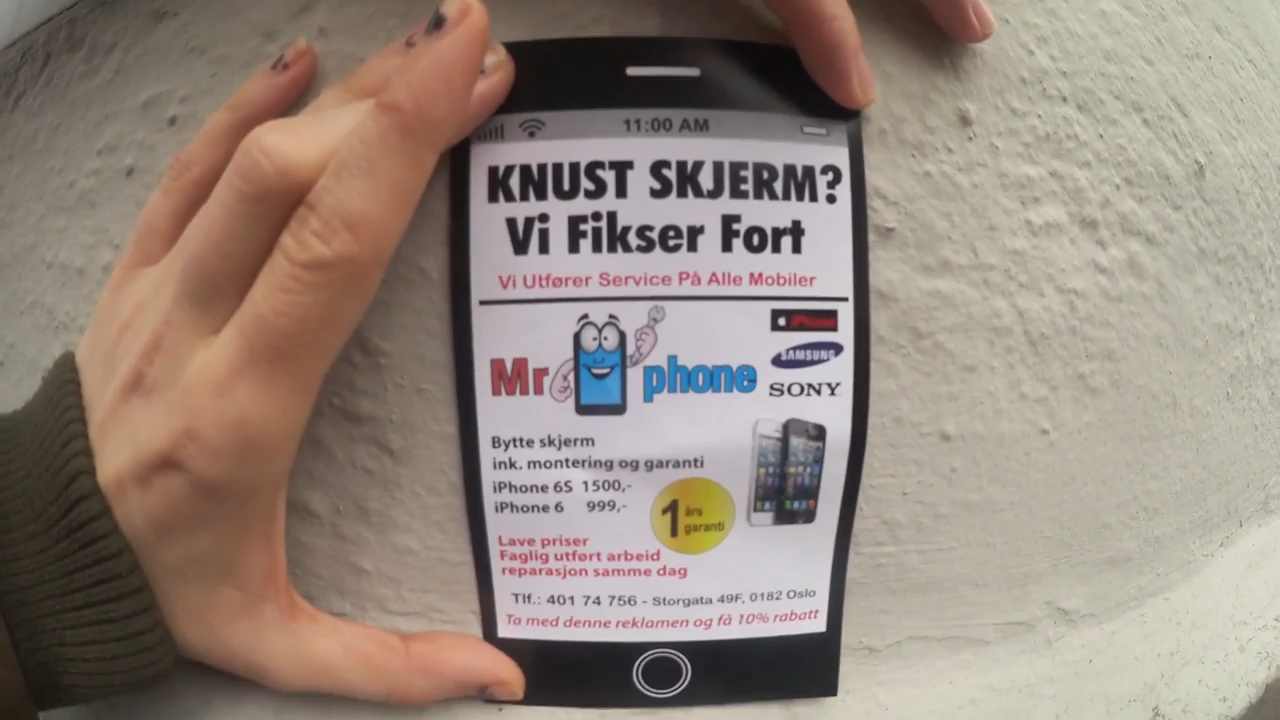 11:00 AM
KNUST SKJERM?
Vi Fikser Fort
Vi Utfører Service På Alle Mobiler
iPhone
SAMSUNG
SONY
Mr phone
Bytte skjerm
ink. montering og garanti
iPhone 6S 1500,-
iPhone 6 999,-
1 års
garanti
Lave priser
Faglig utført arbeid
reparasjon samme dag
Tlf.: 401 74 756 - Storgata 49F, 0182 Oslo
Ta med denne reklamen og få 10% rabatt